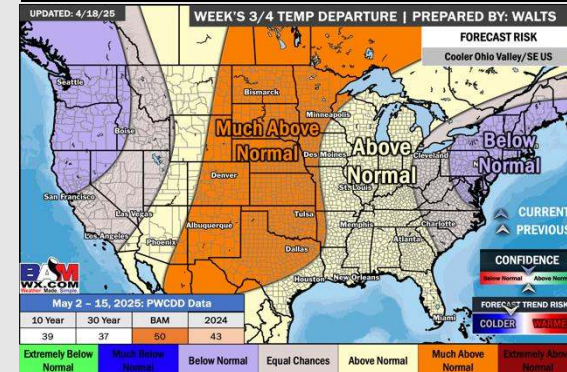 UPDATED: 4/18/25
WEEK'S 3/4 TEMP DEPARTURE | PREPARED BY: WALTS
FORECAST RISK
Cooler Ohio Valley/SE US
Seattle
Bismarck
Minneapolis
Boise
Much Above
Normal
Above
Normal
Below
Normal
Des Moines
Cleveland
Denver
St. Louis
San Francisco
Las Vegas
Tulsa
Charlotte
Los Angeles
Albuquerque
Memphis
Atlanta
Phoenix
Dallas
Houston
New Orleans
Miami
CURRENT
PREVIOUS
CONFIDENCE
Below Normal
Above Norm
FORECAST TREND RISK
COLDER
WARMER
BAM
WX.COM
Weather Made Simple.
May 2 – 15, 2025: PWCDD Data
10 Year 30 Year BAM 2024
39 37 50 43
Extremely Below Normal
Much Below Normal
Below Normal
Equal Chances
Above Normal
Much Above Normal
Extremely Above Normal